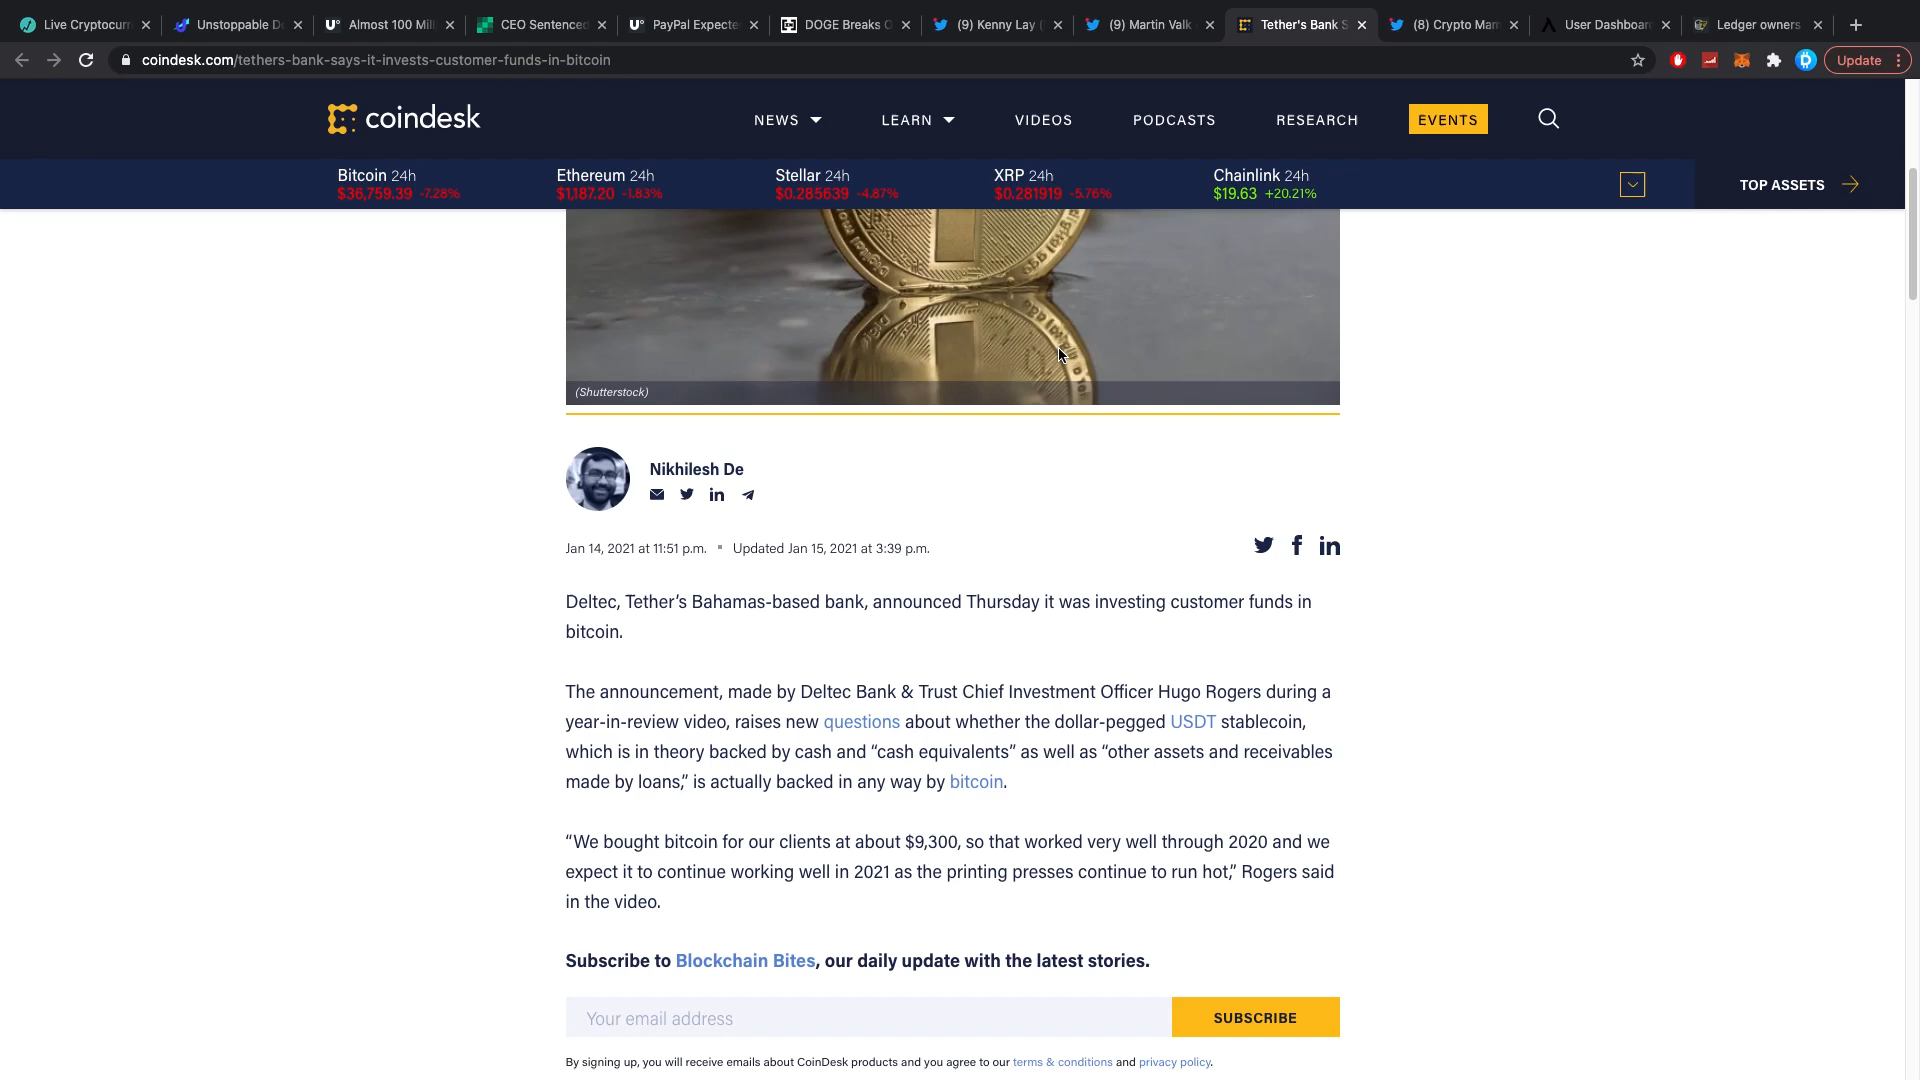 Live Cryptocurr
Unstoppable D
Almost 100 Mil
CEO Sentenced
PayPal Expecte
DOGE Breaks O
(9) Kenny Lay (
(9) Martin Valk
Tether's Bank S
(8) Crypto Mam
User Dashboar
Ledger owners
coindesk.com/tethers-bank-says-it-invests-customer-funds-in-bitcoin
Update
coindesk
NEWS
LEARN
VIDEOS
PODCASTS
RESEARCH
EVENTS
Bitcoin 24h
$36,759.39 -7.28%
Ethereum 24h
$1,187.20 -1.83%
Stellar 24h
$0.285639 -4.87%
XRP 24h
$0.281919 -5.76%
Chainlink 24h
$19.63 +20.21%
TOP ASSETS
(Shutterstock)
Nikhilesh De
Jan 14, 2021 at 11:51 p.m. ▪ Updated Jan 15, 2021 at 3:39 p.m.
Deltec, Tether’s Bahamas-based bank, announced Thursday it was investing customer funds in
bitcoin.
The announcement, made by Deltec Bank & Trust Chief Investment Officer Hugo Rogers during a
year-in-review video, raises new questions about whether the dollar-pegged USDT stablecoin,
which is in theory backed by cash and “cash equivalents” as well as “other assets and receivables
made by loans,” is actually backed in any way by bitcoin.
“We bought bitcoin for our clients at about $9,300, so that worked very well through 2020 and we
expect it to continue working well in 2021 as the printing presses continue to run hot,” Rogers said
in the video.
Subscribe to Blockchain Bites, our daily update with the latest stories.
Your email address
SUBSCRIBE
By signing up, you will receive emails about CoinDesk products and you agree to our terms & conditions and privacy policy.